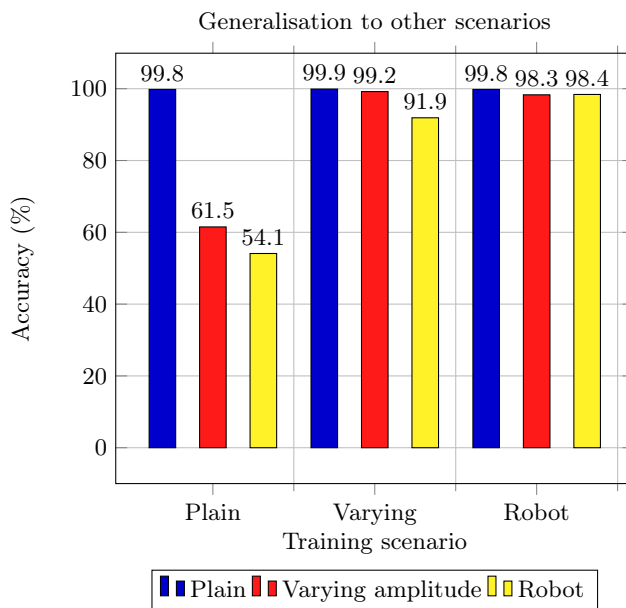 Generalisation to other scenarios
99.8 99.9 99.2 91.9 99.8 98.3 98.4
61.5 54.1
100
80
60
40
20
0
Accuracy (%)
Plain Varying Robot
Training scenario
Plain Varying amplitude Robot